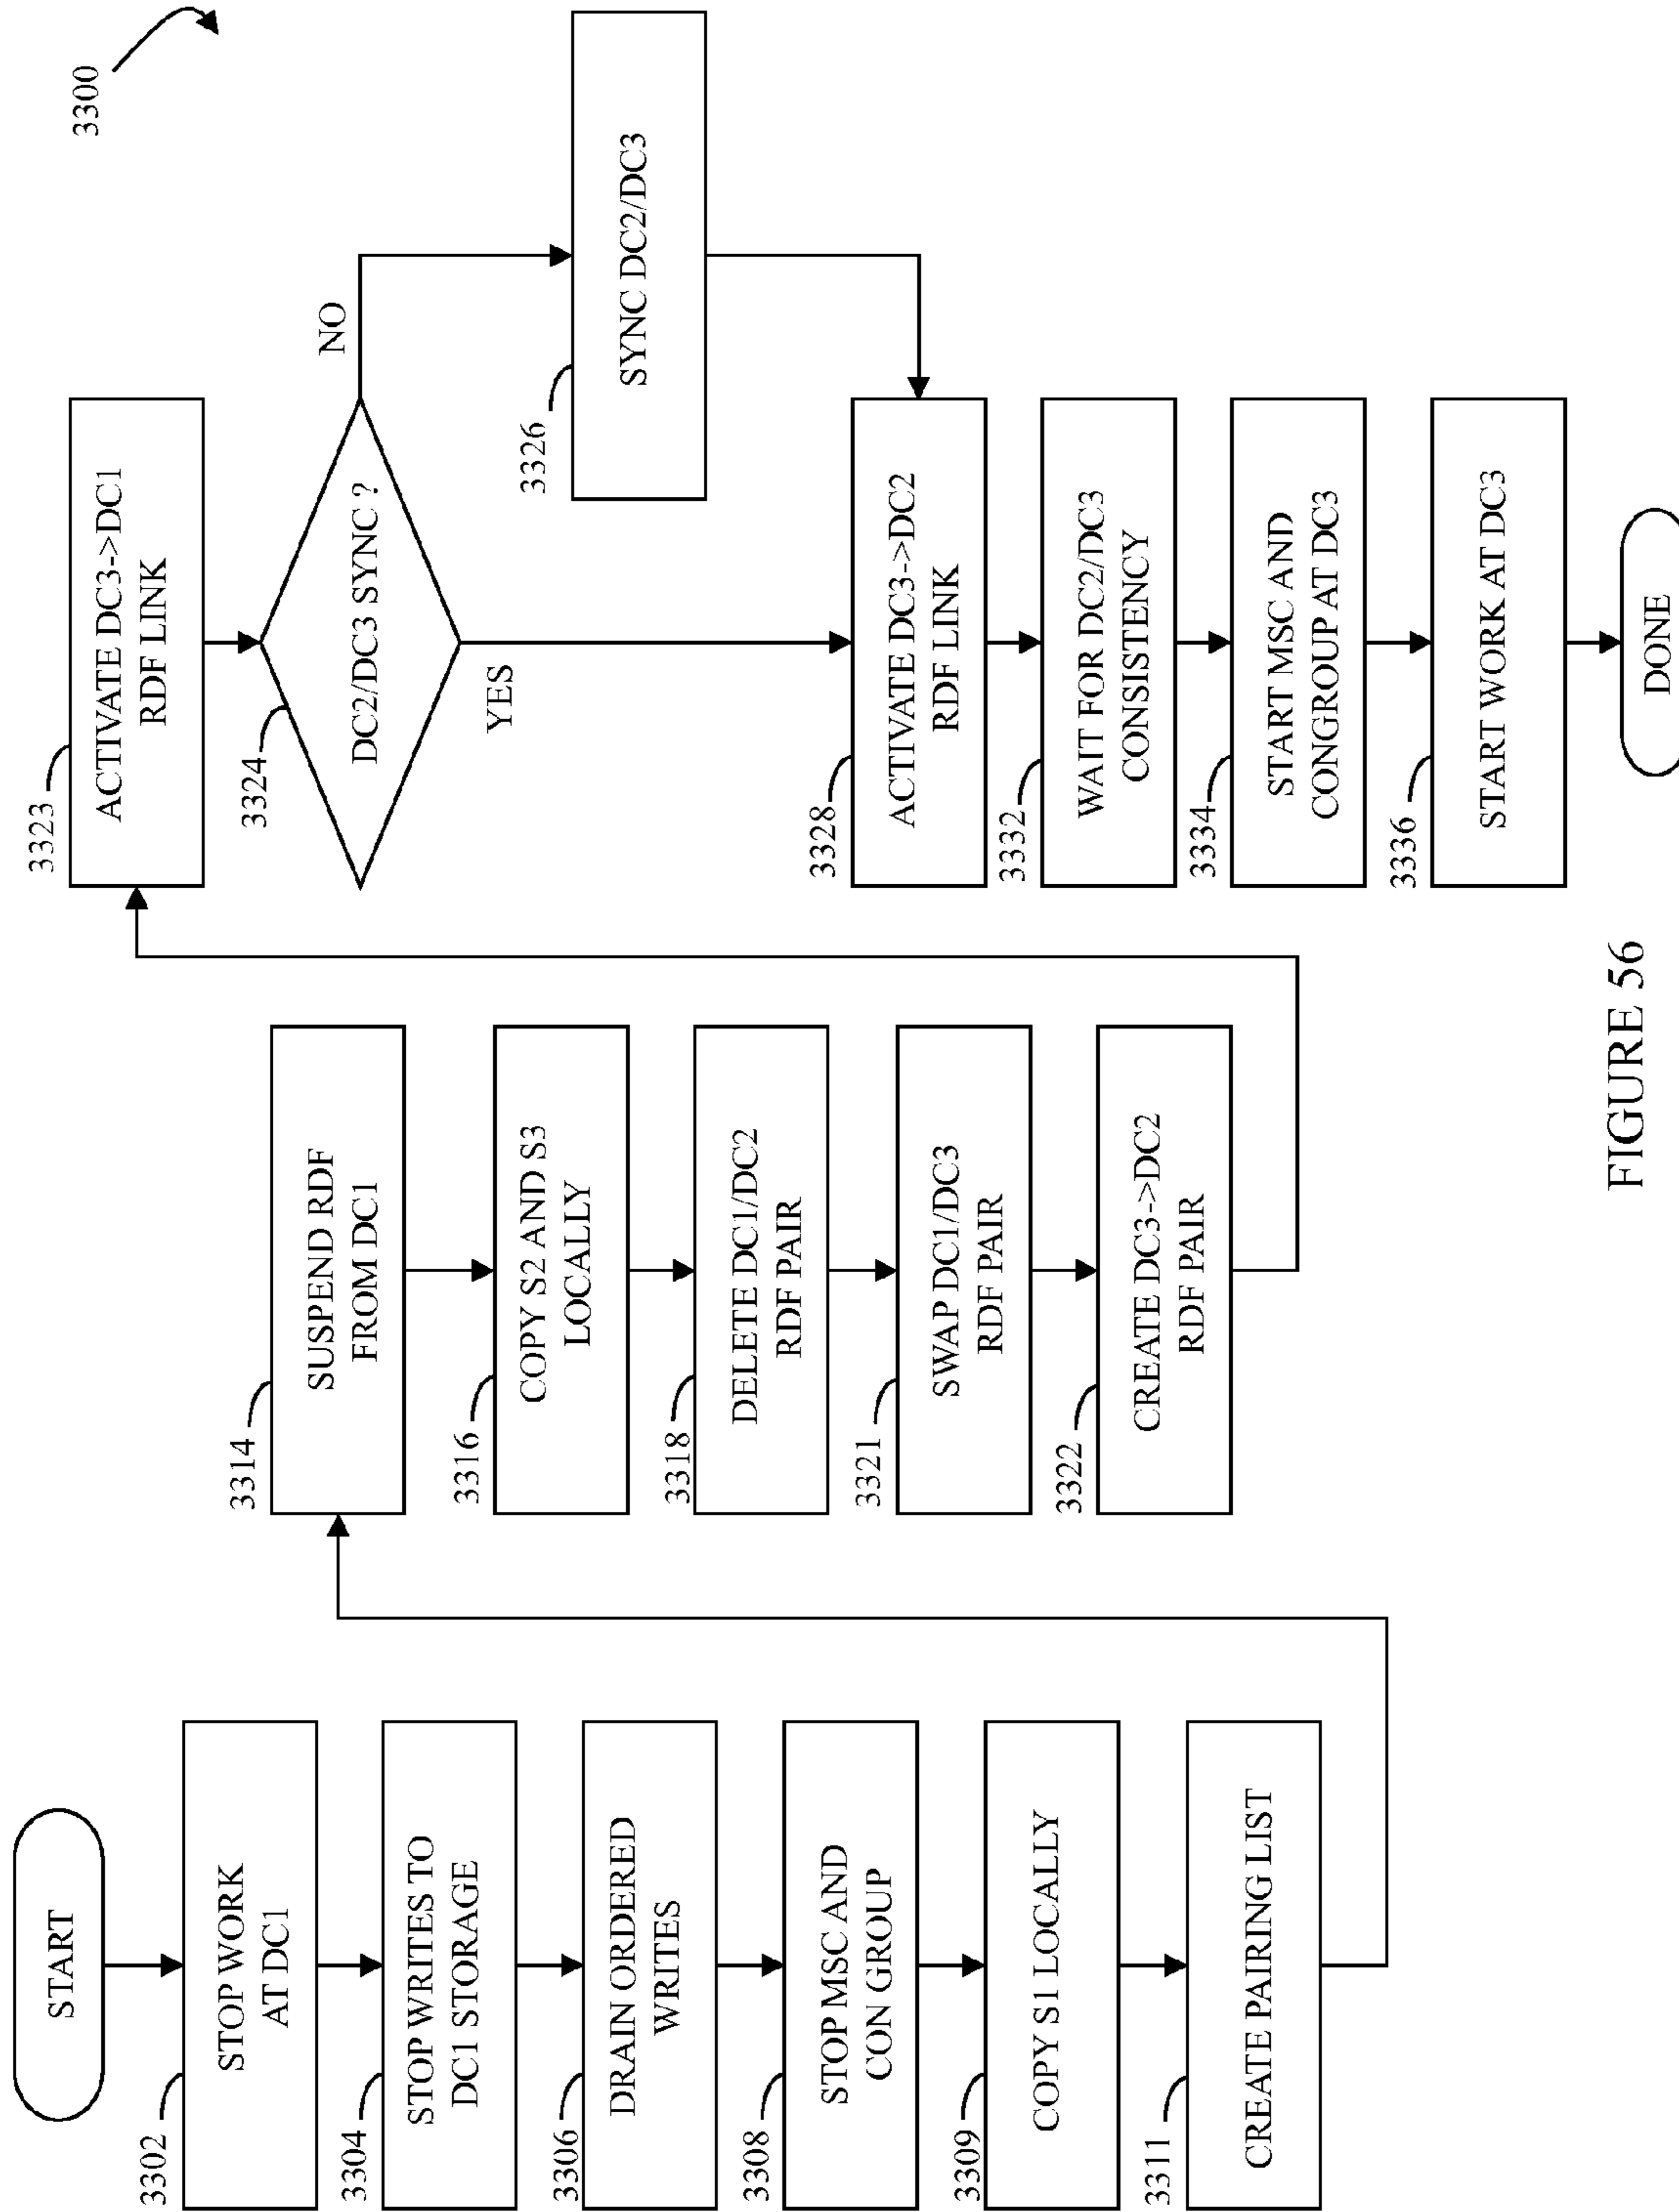 3300
START
3302
STOP WORK
AT DC1
3304
STOP WRITES TO
DC1 STORAGE
3306
DRAIN ORDERED
WRITES
3308
STOP MSC AND
CON GROUP
3309
COPY S1 LOCALLY
3311
CREATE PAIRING LIST
3314
SUSPEND RDF
FROM DC1
3316
COPY S2 AND S3
LOCALLY
3318
DELETE DC1/DC2
RDF PAIR
3321
SWAP DC1/DC3
RDF PAIR
3322
CREATE DC3->DC2
RDF PAIR
3323
ACTIVATE DC3->DC1
RDF LINK
3324
DC2/DC3 SYNC ?
NO
YES
3326
SYNC DC2/DC3
3328
ACTIVATE DC3->DC2
RDF LINK
3332
WAIT FOR DC2/DC3
CONSISTENCY
3334
START MSC AND
CONGROUP AT DC3
3336
START WORK AT DC3
DONE
FIGURE 56